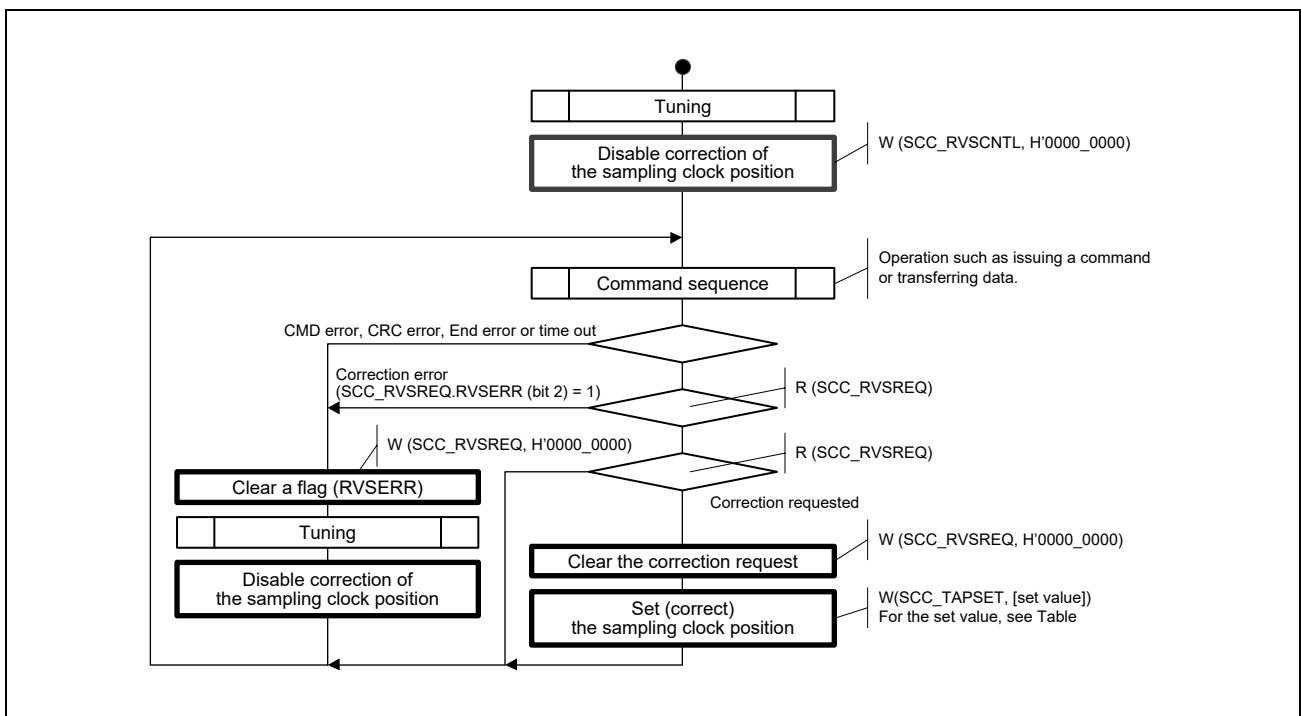 Tuning
Disable correction of
the sampling clock position
W (SCC_RVSCNTL, H'0000_0000)
Command sequence
Operation such as issuing a command
or transferring data.
CMD error, CRC error, End error or time out
Correction error
(SCC_RVSREQ.RVSERR (bit 2) = 1)
R (SCC_RVSREQ)
W (SCC_RVSREQ, H'0000_0000)
R (SCC_RVSREQ)
Clear a flag (RVSERR)
Correction requested
Tuning
Clear the correction request
W (SCC_RVSREQ, H'0000_0000)
Disable correction of
the sampling clock position
Set (correct)
the sampling clock position
W(SCC_TAPSET, [set value])
For the set value, see Table